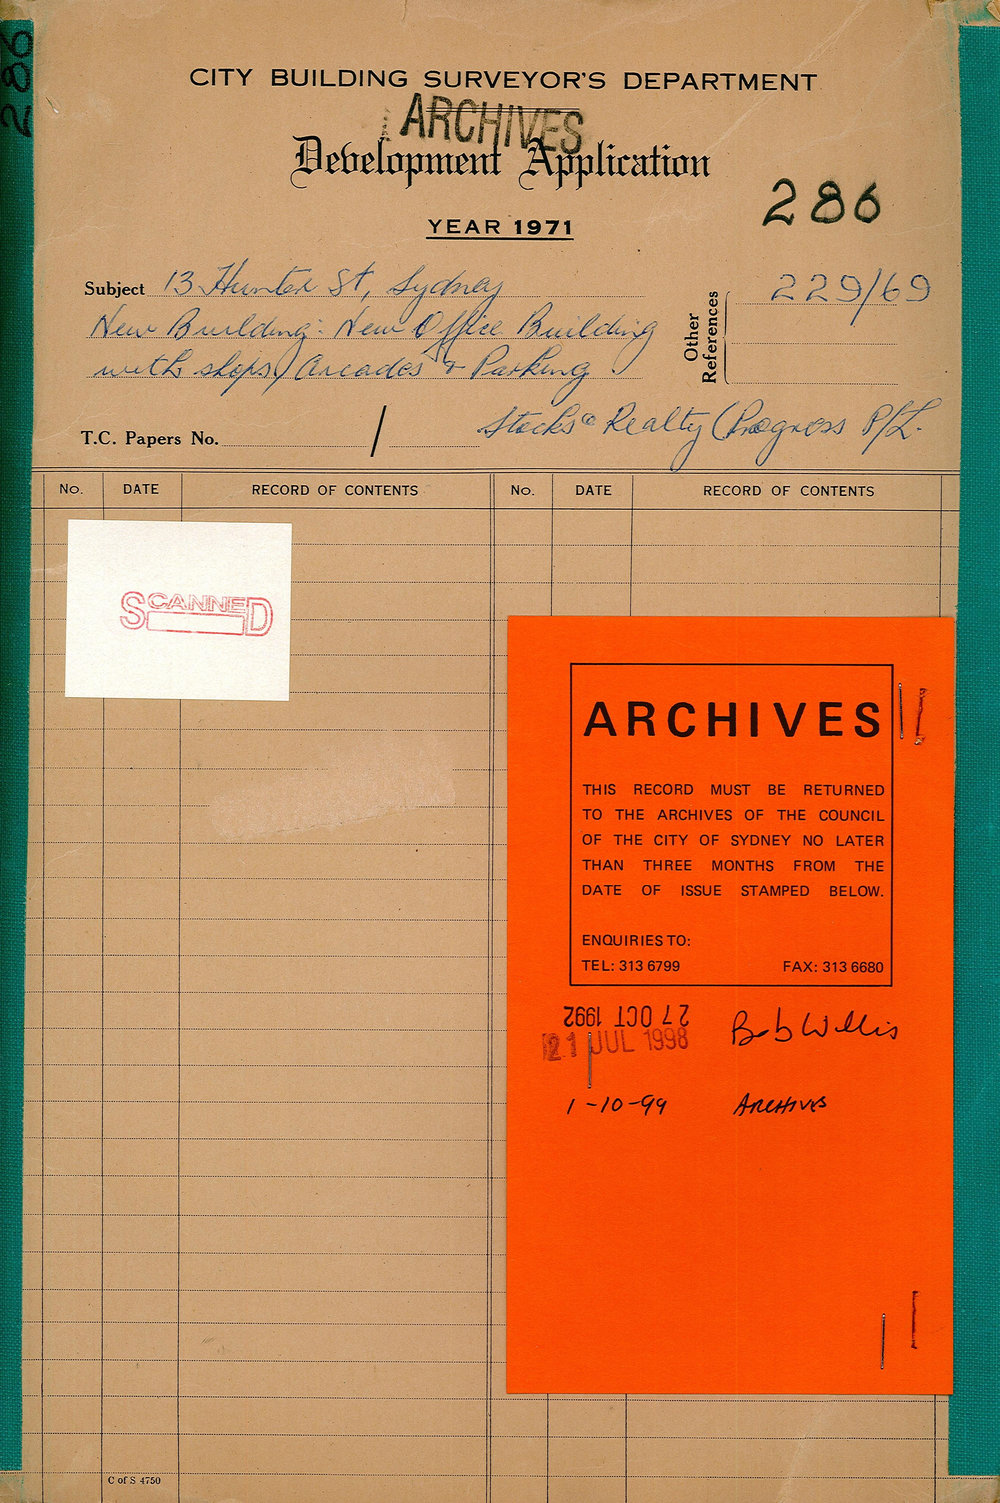 286
CITY BUILDING SURVEYOR'S DEPARTMENT
ARCHIVES
Development Application
286
YEAR 1971
Subject 13 Hunter St, Sydney
New Building: New Office Building
with shops, Arcades & Parking
Other References 229/69
T.C. Papers No. /
Stocks & Realty (Progress P/L.
No. DATE RECORD OF CONTENTS No. DATE RECORD OF CONTENTS
SCANNED
ARCHIVES
THIS RECORD MUST BE RETURNED
TO THE ARCHIVES OF THE COUNCIL
OF THE CITY OF SYDNEY NO LATER
THAN THREE MONTHS FROM THE
DATE OF ISSUE STAMPED BELOW.
ENQUIRIES TO:
TEL: 313 6799 FAX: 313 6680
27 OCT 1992
21 JUL 1998 Bob Willis
1-10-99 ARCHIVES
C of S 4750